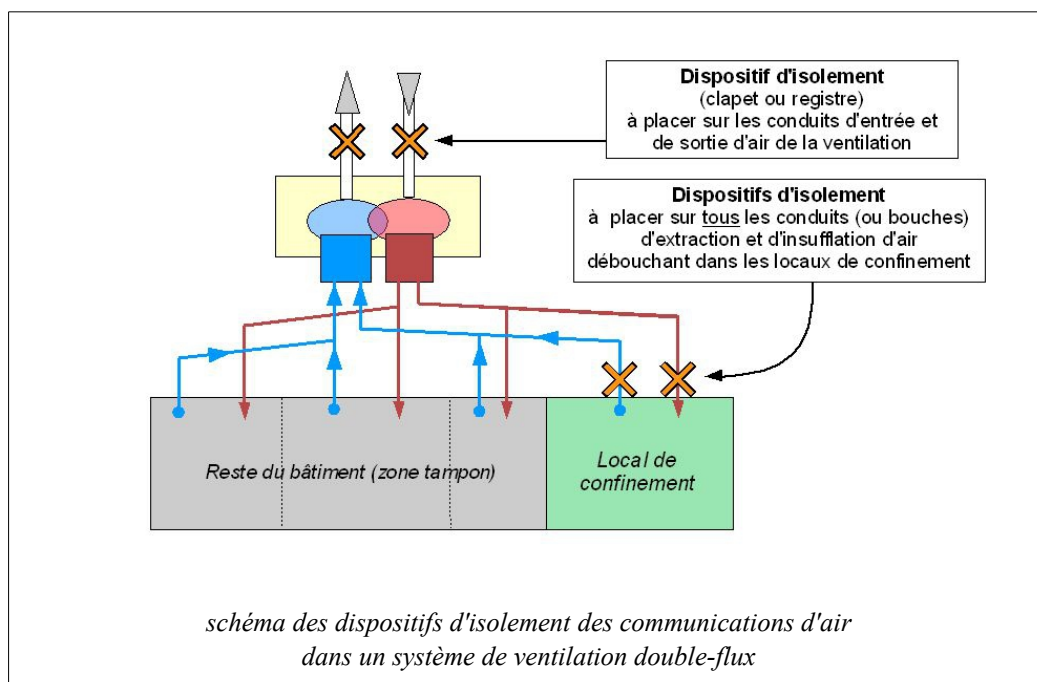 Dispositif d'isolement
(clapet ou registre)
à placer sur les conduits d'entrée et
de sortie d'air de la ventilation
Dispositifs d'isolement
à placer sur tous les conduits (ou bouches)
d'extraction et d'insufflation d'air
débouchant dans les locaux de confinement
Reste du bâtiment (zone tampon)
Local de
confinement
schéma des dispositifs d'isolement des communications d'air
dans un système de ventilation double-flux